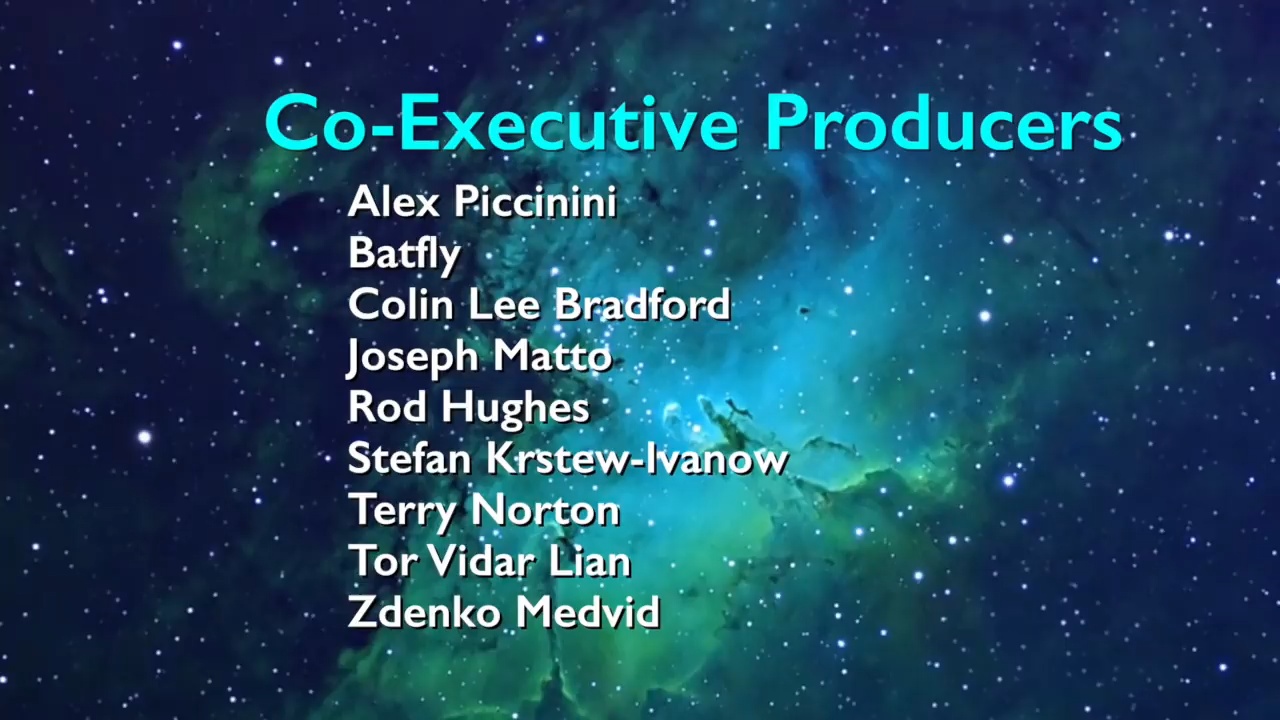 Co-Executive Producers
Alex Piccinini
Batfly
Colin Lee Bradford
Joseph Matto
Rod Hughes
Stefan Krstew-Ivanow
Terry Norton
Tor Vidar Lian
Zdenko Medvid